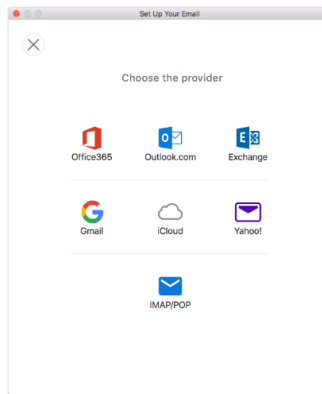 Set Up Your Email
Choose the provider
Office365 Outlook.com Exchange
Gmail iCloud Yahoo!
IMAP/POP